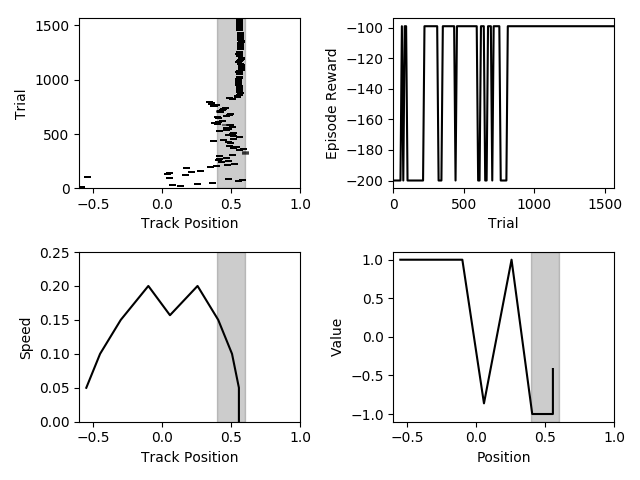 1500
1000
500
0
Trial
−0.5 0.0 0.5 1.0
Track Position
−100
−120
−140
−160
−180
−200
Episode Reward
0 500 1000 1500
Trial
0.25
0.20
0.15
0.10
0.05
0.00
Speed
−0.5 0.0 0.5 1.0
Track Position
1.0
0.5
0.0
−0.5
−1.0
Value
−0.5 0.0 0.5 1.0
Position